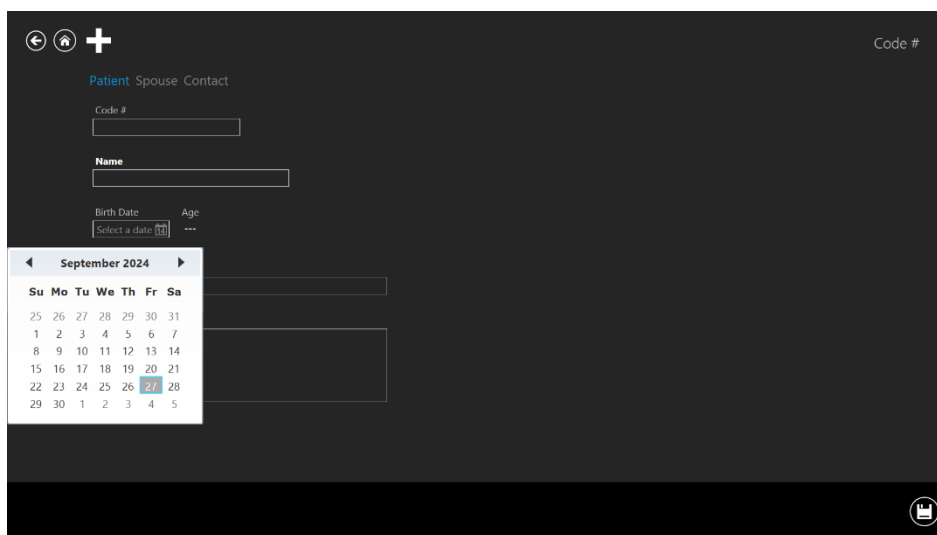 Code #
Patient Spouse Contact
Code #
Name
Birth Date Age
Select a date 14 ---
September 2024
Su Mo Tu We Th Fr Sa
25 26 27 28 29 30 31
1 2 3 4 5 6 7
8 9 10 11 12 13 14
15 16 17 18 19 20 21
22 23 24 25 26 27 28
29 30 1 2 3 4 5